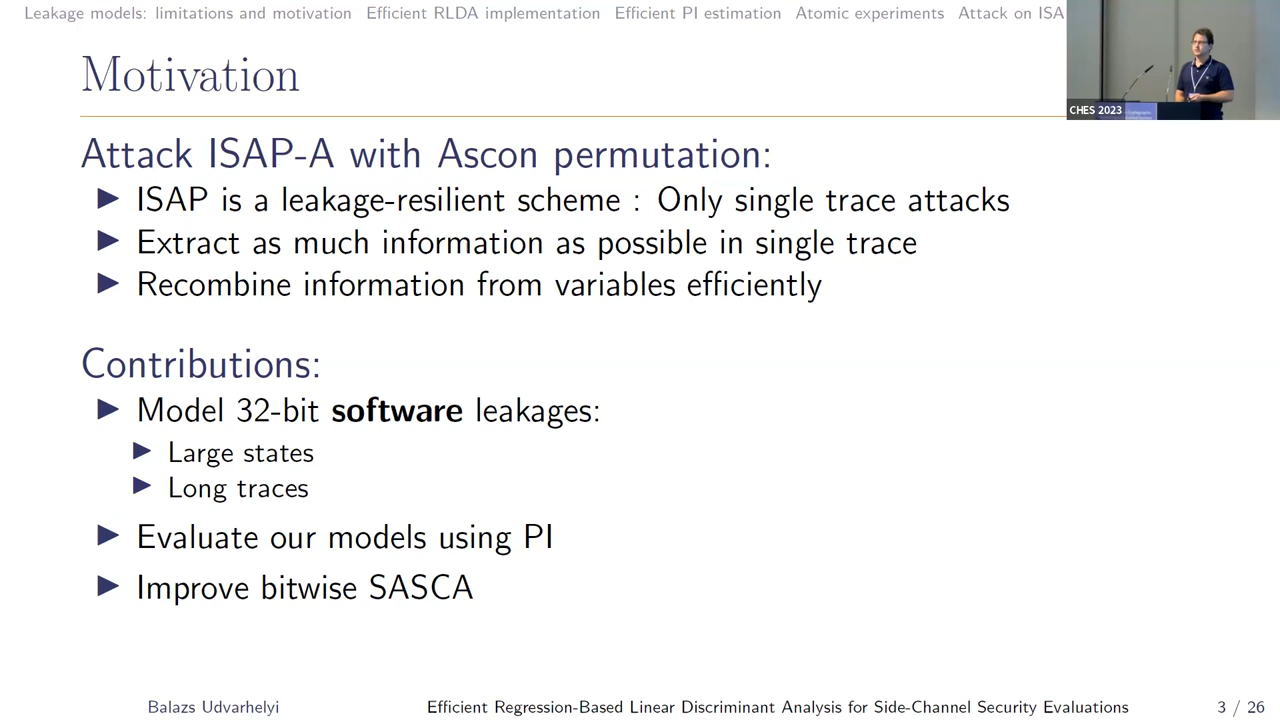 Leakage models: limitations and motivation Efficient RLDA implementation Efficient PI estimation Atomic experiments Attack on ISA
Motivation
CHES 2023
Attack ISAP-A with Ascon permutation:
ISAP is a leakage-resilient scheme : Only single trace attacks
Extract as much information as possible in single trace
Recombine information from variables efficiently
Contributions:
Model 32-bit software leakages:
Large states
Long traces
Evaluate our models using PI
Improve bitwise SASCA
Balazs Udvarhelyi Efficient Regression-Based Linear Discriminant Analysis for Side-Channel Security Evaluations 3 / 26